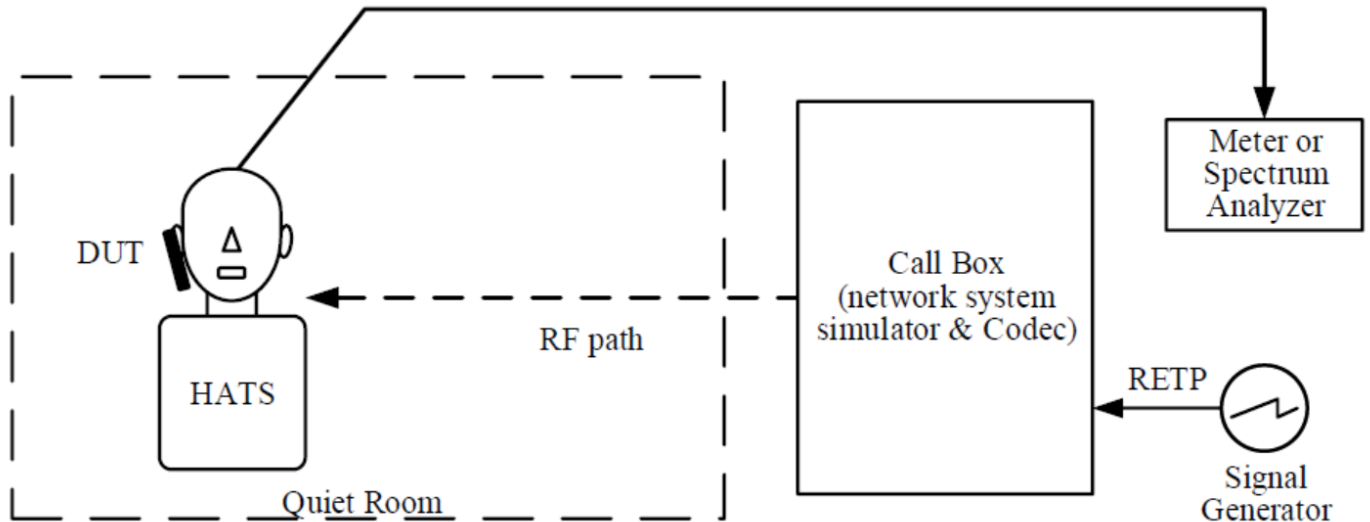 Meter or
Spectrum
Analyzer
DUT
Call Box
(network system
simulator & Codec)
RF path
RETP
HATS
Signal
Generator
Quiet Room